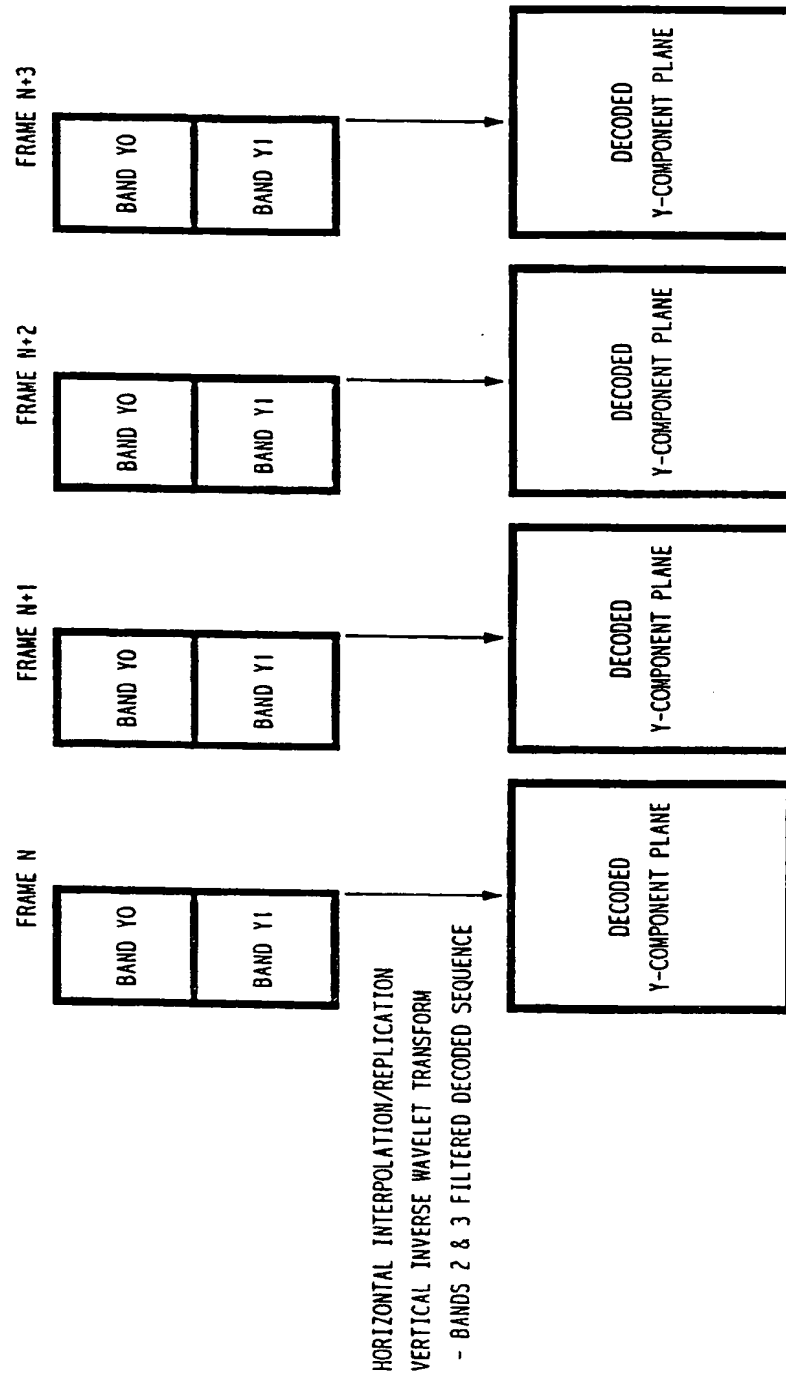 FRAME N
BAND Y0
BAND Y1
FRAME N+1
BAND Y0
BAND Y1
FRAME N+2
BAND Y0
BAND Y1
FRAME N+3
BAND Y0
BAND Y1
HORIZONTAL INTERPOLATION/REPLICATION
VERTICAL INVERSE WAVELET TRANSFORM
- BANDS 2 & 3 FILTERED DECODED SEQUENCE
DECODED
Y-COMPONENT PLANE
DECODED
Y-COMPONENT PLANE
DECODED
Y-COMPONENT PLANE
DECODED
Y-COMPONENT PLANE